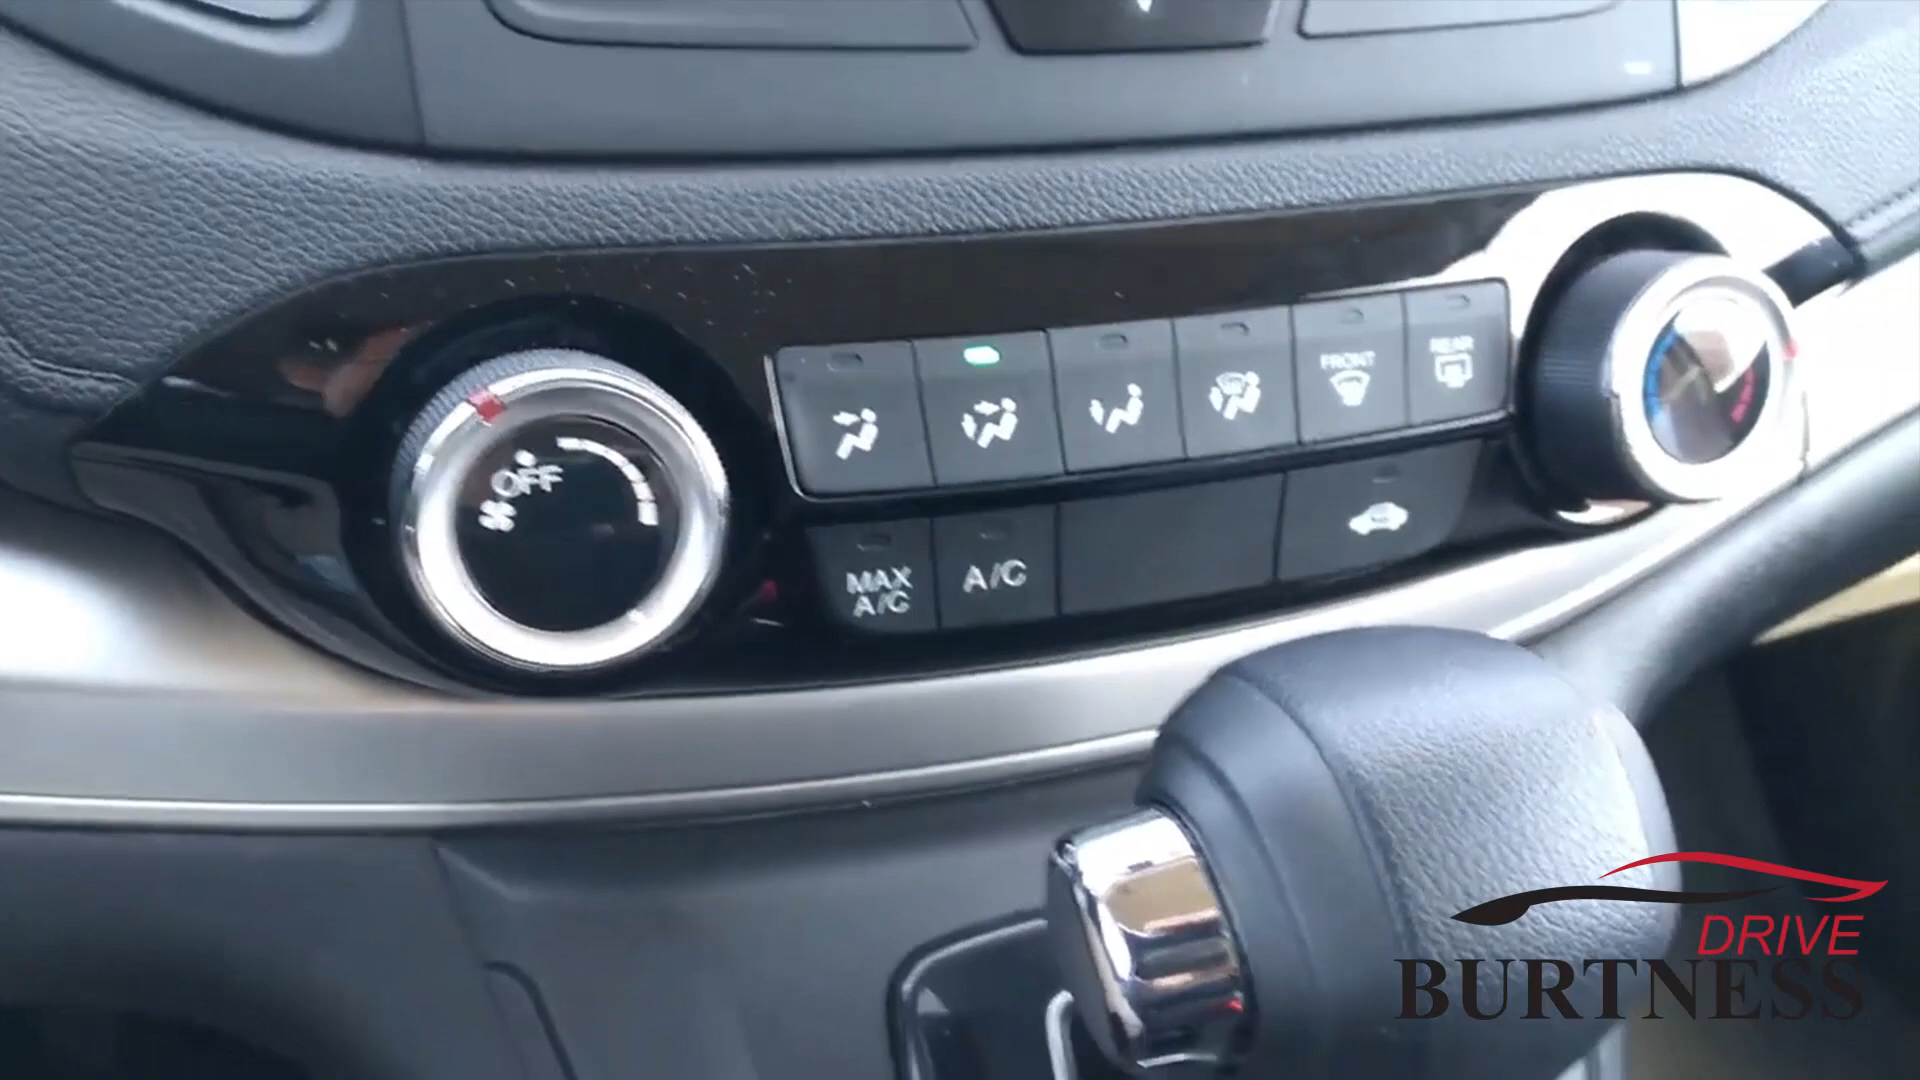 OFF
FRONT
REAR
MAX
A/C
A/C
DRIVE
BURTNESS